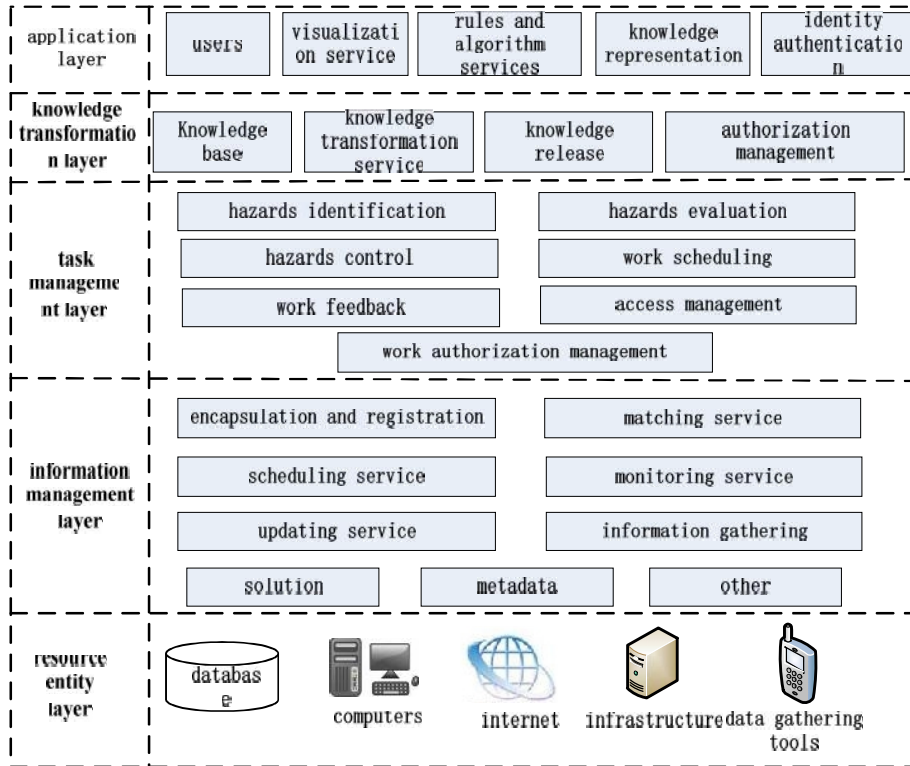 application
layer
users
visualizati
on service
rules and
algorithm
services
knowledge
representation
identity
authenticatio
n
knowledge
transformatio
n layer
Knowledge
base
knowledge
transformation
service
knowledge
release
authorization
management
task
manageme
nt layer
hazards identification
hazards evaluation
hazards control
work scheduling
work feedback
access management
work authorization management
information
management
layer
encapsulation and registration
matching service
scheduling service
monitoring service
updating service
information gathering
solution
metadata
other
resource
entity
layer
databas
e
computers
internet
infrastructure
data gathering
tools